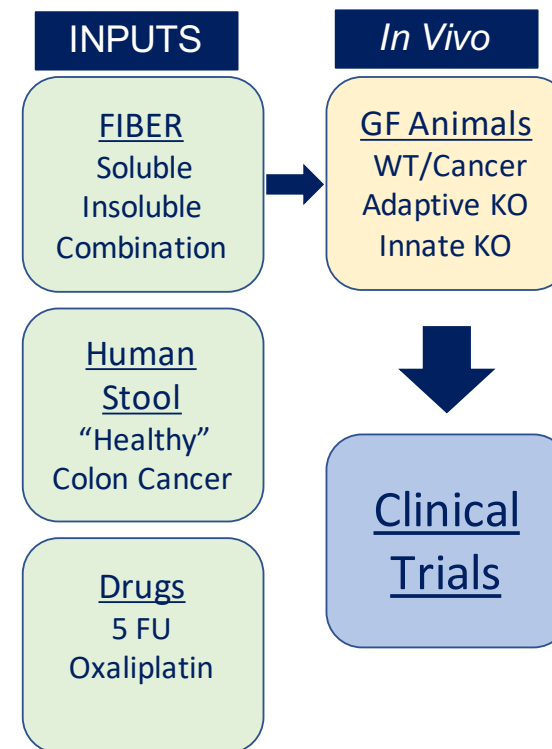 INPUTS
FIBER
Soluble
Insoluble
Combination
Human
Stool
“Healthy”
Colon Cancer
Drugs
5 FU
Oxaliplatin
In Vivo
GF Animals
WT/Cancer
Adaptive KO
Innate KO
Clinical
Trials